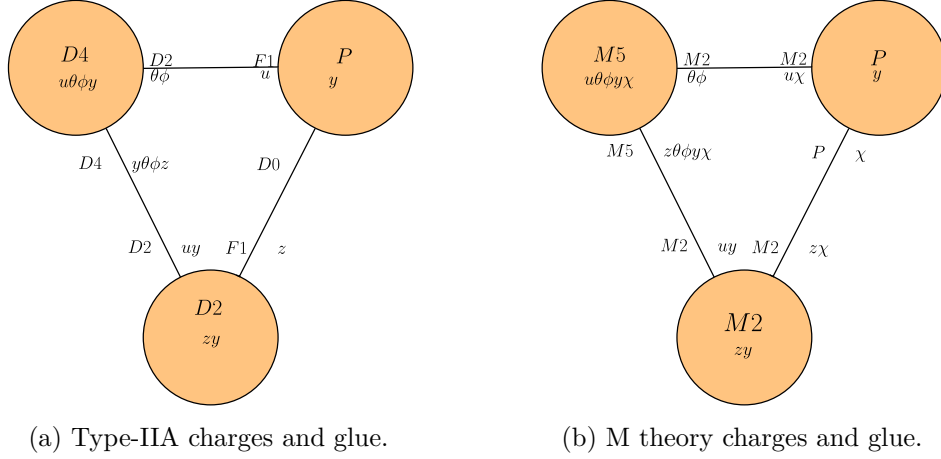 D4
uθϕy
D2
θϕ
F1
u
P
y
D4 yθϕz
D0
D2 uy
F1 z
D2
zy
(a) Type-IIA charges and glue.
M5
uθϕyχ
M2
θϕ
M2
uχ
P
y
M5 zθϕyχ
P χ
M2 uy
M2 zχ
M2
zy
(b) M theory charges and glue.